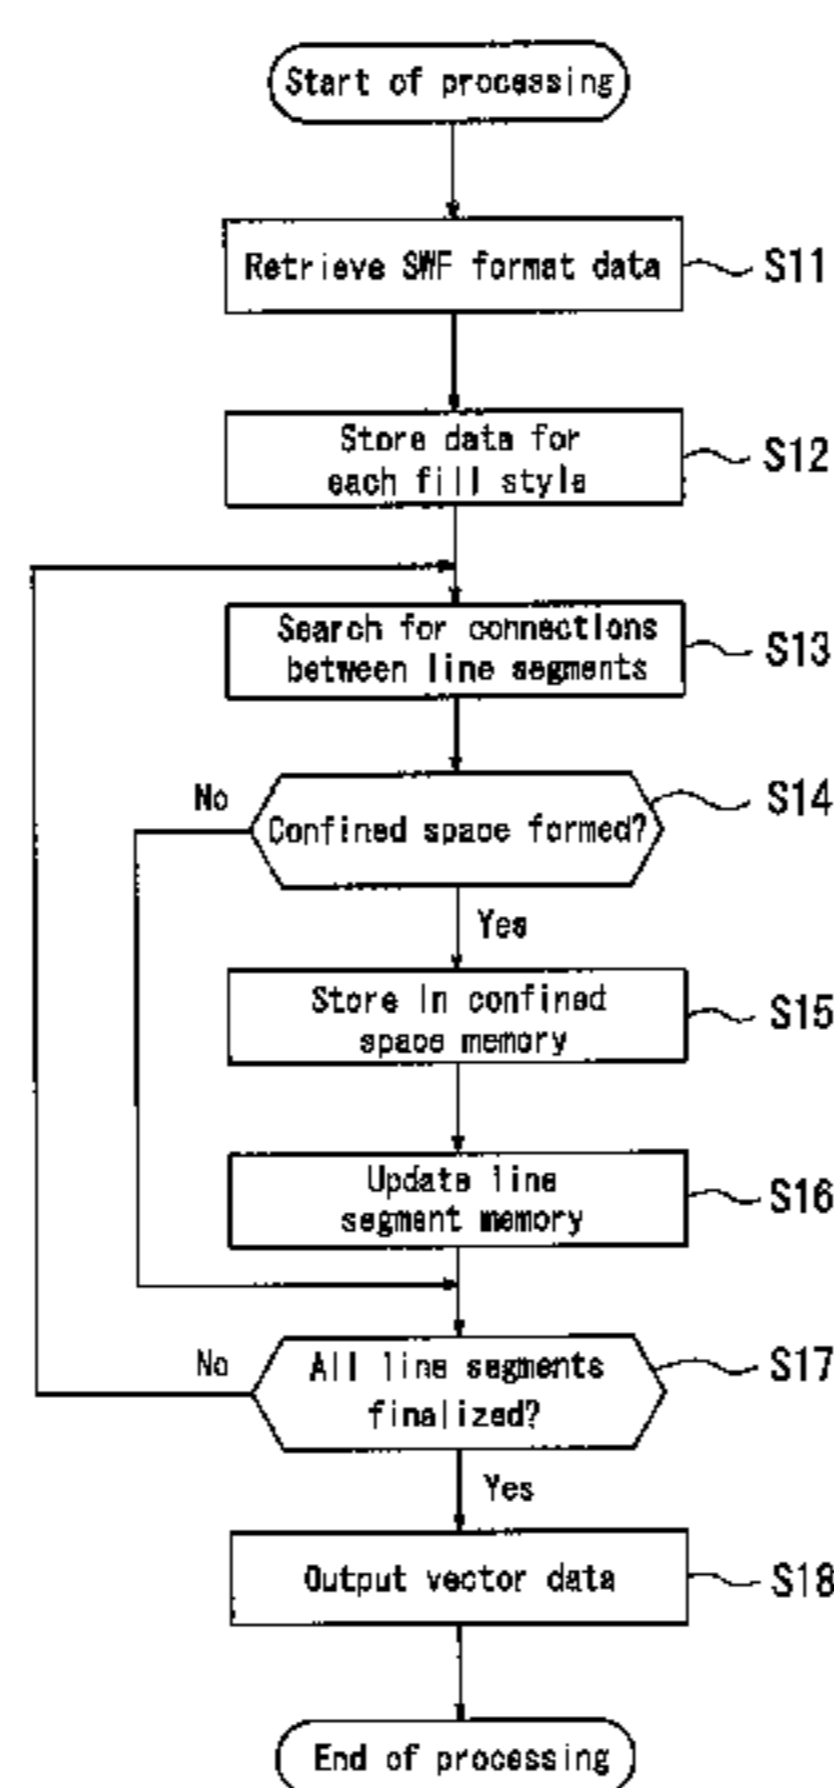 Start of processing
Retrieve SWF format data
S11
Store data for
each fill style
S12
Search for connections
between line segments
S13
No
Confined space formed?
S14
Yes
Store in confined
space memory
S15
Update line
segment memory
S16
No
All line segments
finalized?
S17
Yes
Output vector data
S18
End of processing